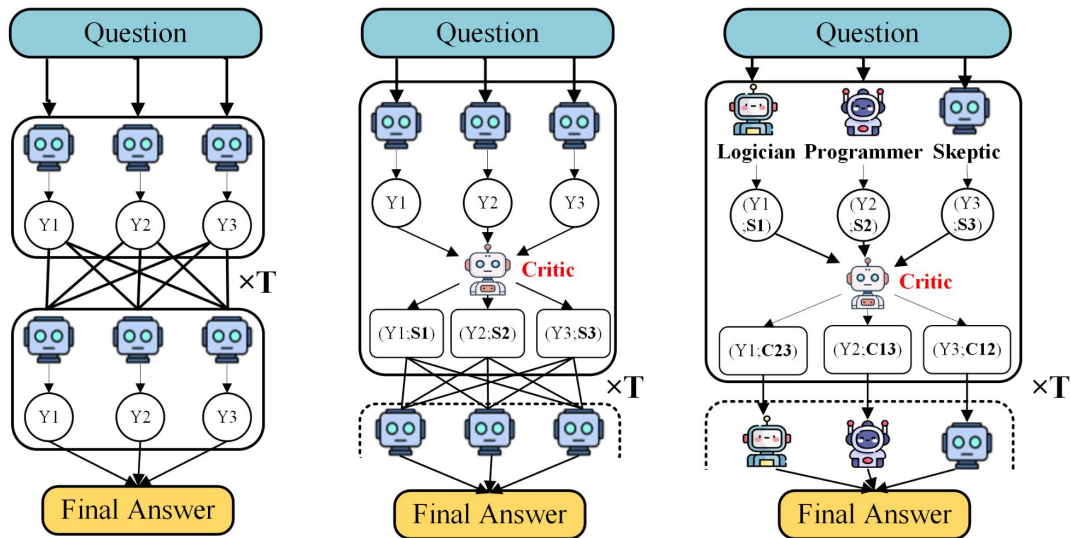 Question
Y1 Y2 Y3
×T
Y1 Y2 Y3
Final Answer
Question
Y1 Y2 Y3
Critic
(Y1;S1) (Y2;S2) (Y3;S3)
×T
Final Answer
Question
Logician Programmer Skeptic
(Y1
;S1)
(Y2
;S2)
(Y3
;S3)
Critic
(Y1;C23) (Y2;C13) (Y3;C12)
×T
Final Answer